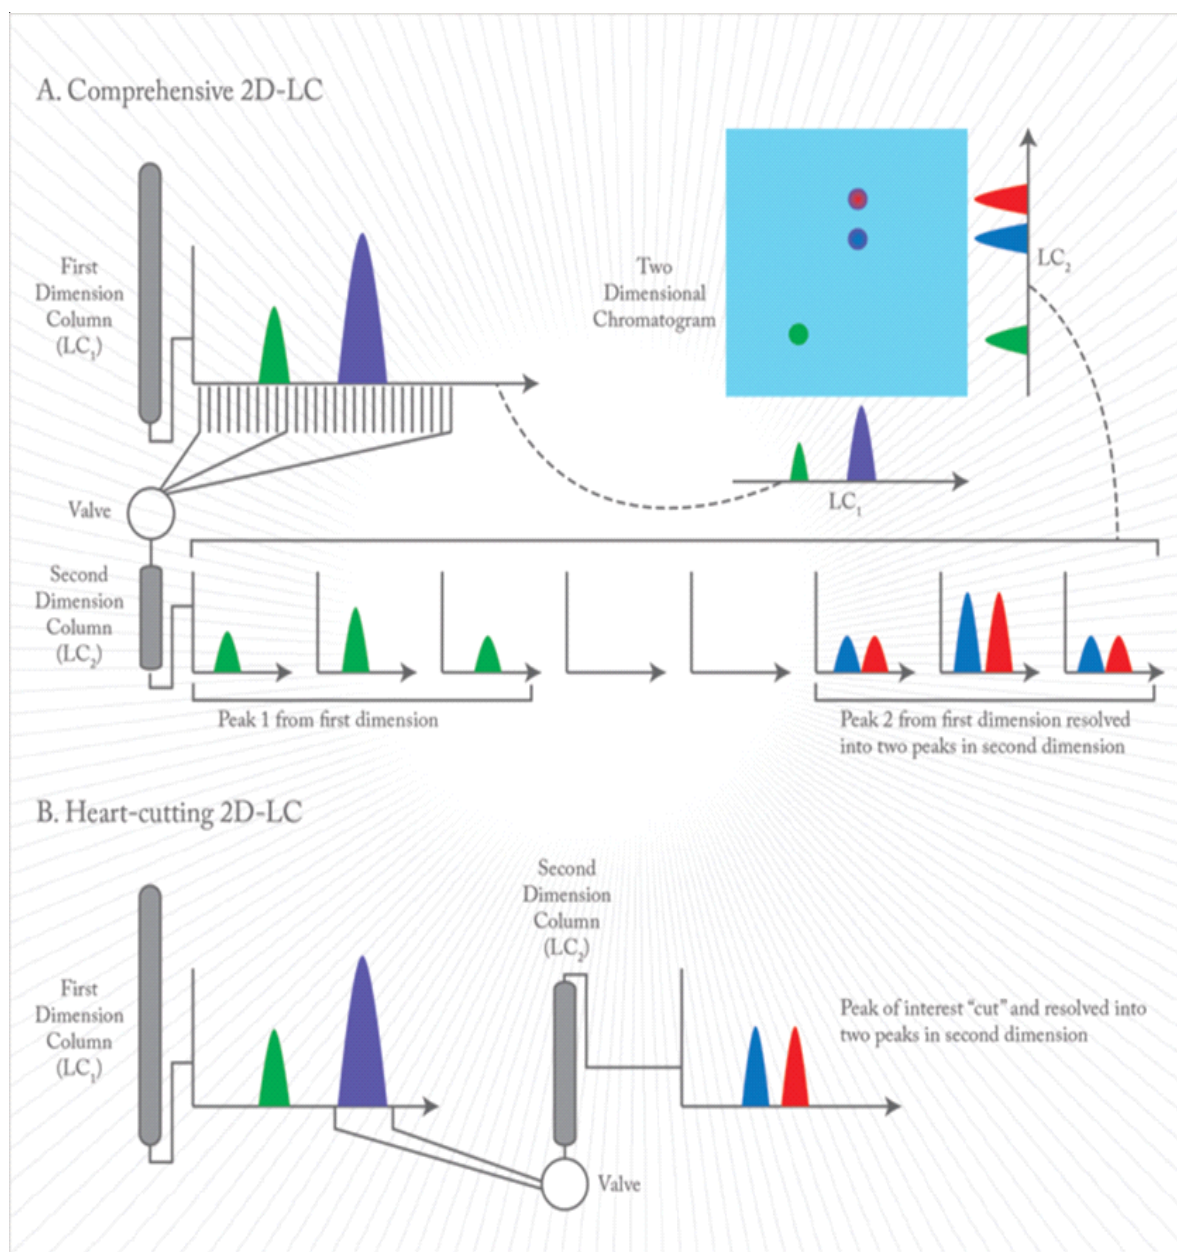 A. Comprehensive 2D-LC
First
Dimension
Column
(LC₁)
Two
Dimensional
Chromatogram
LC₂
LC₁
Valve
Second
Dimension
Column
(LC₂)
Peak 1 from first dimension
Peak 2 from first dimension resolved
into two peaks in second dimension
B. Heart-cutting 2D-LC
First
Dimension
Column
(LC₁)
Second
Dimension
Column
(LC₂)
Peak of interest “cut” and resolved into
two peaks in second dimension
Valve